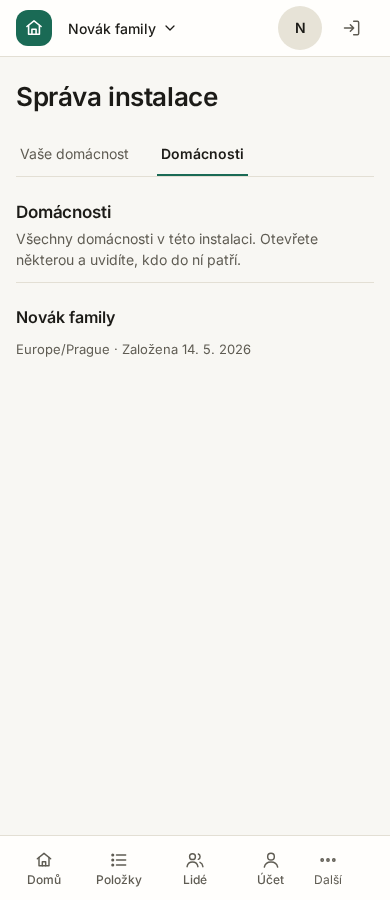 Novák family
N
Správa instalace
Vaše domácnost
Domácnosti
Domácnosti
Všechny domácnosti v této instalaci. Otevřete
některou a uvidíte, kdo do ní patří.
Novák family
Europe/Prague · Založena 14. 5. 2026
Domů
Položky
Lidé
Účet
Další